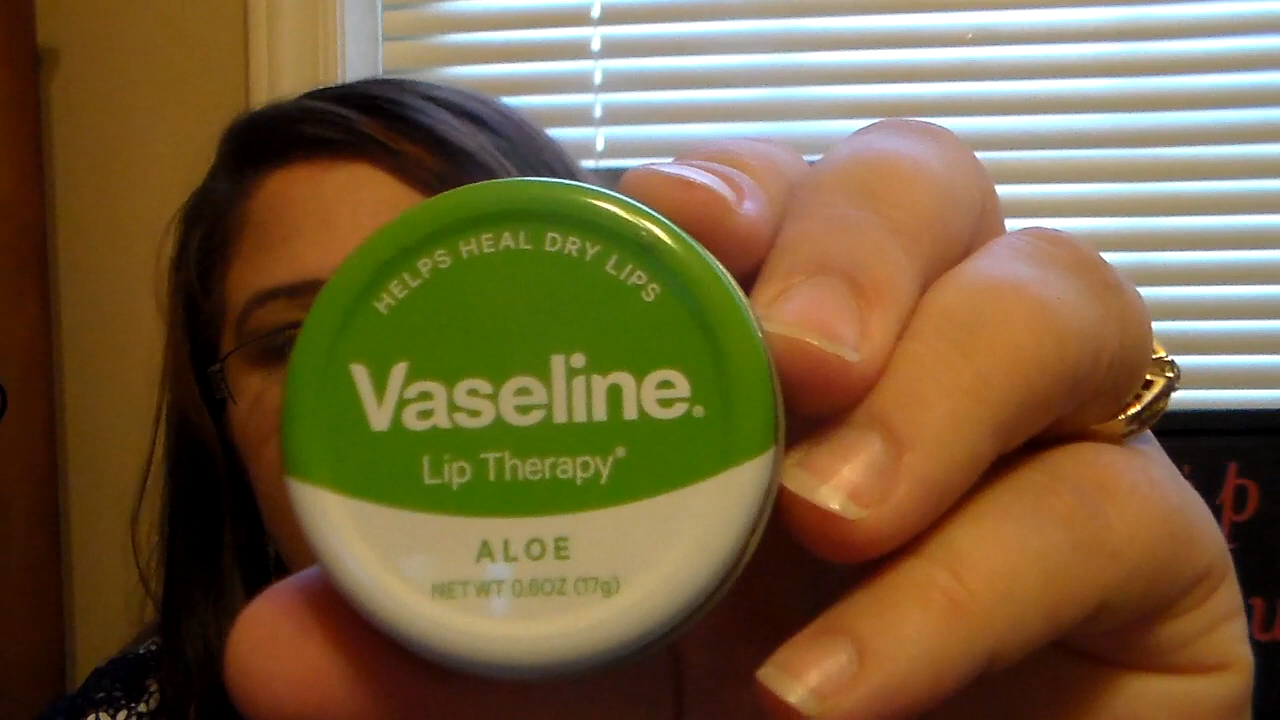 HELPS HEAL DRY LIPS
Vaseline.
Lip Therapy®
ALOE
NET WT 0.6OZ (17g)